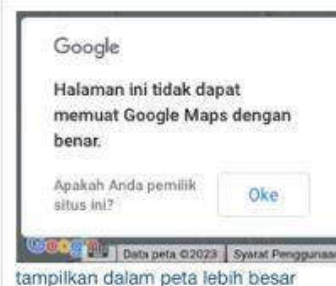 Google
Halaman ini tidak dapat
memuat Google Maps dengan
benar.
Apakah Anda pemilik
situs ini?
Oke
Google
Data peta ©2023
Syarat Penggunaan
tampilkan dalam peta lebih besar